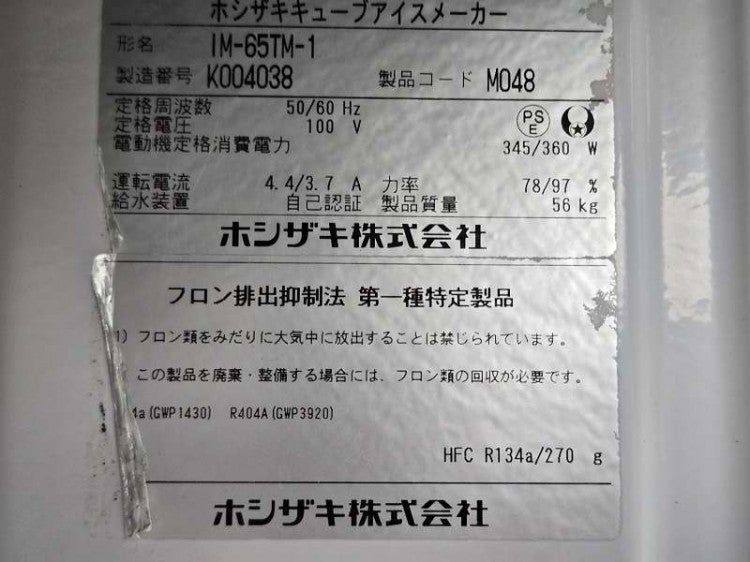 ホシザキキューブアイスメーカー
形名 IM-65TM-1
製造番号 K004038 製品コード M048
定格周波数 50/60 Hz
定格電圧 100 V
PS E
電動機定格消費電力 345/360 W
運転電流 4.4/3.7 A 力率 78/97 %
給水装置 自己認証 製品質量 56 kg
ホシザキ株式会社
フロン排出抑制法 第一種特定製品
1) フロン類をみだりに大気中に放出することは禁じられています。
この製品を廃棄・整備する場合には、フロン類の回収が必要です。
4a (GWP1430) R404A (GWP3920)
HFC R134a/270 g
ホシザキ株式会社